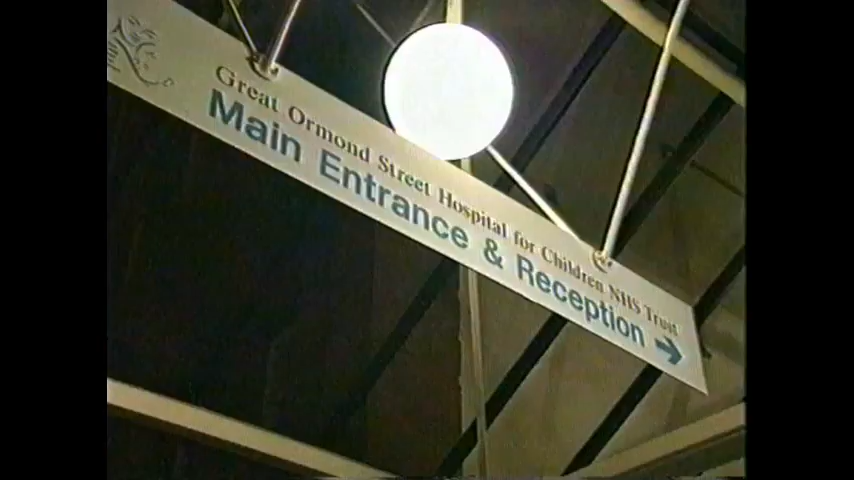 Great Ormond Street Hospital for Children NHS Trust
Main Entrance & Reception →